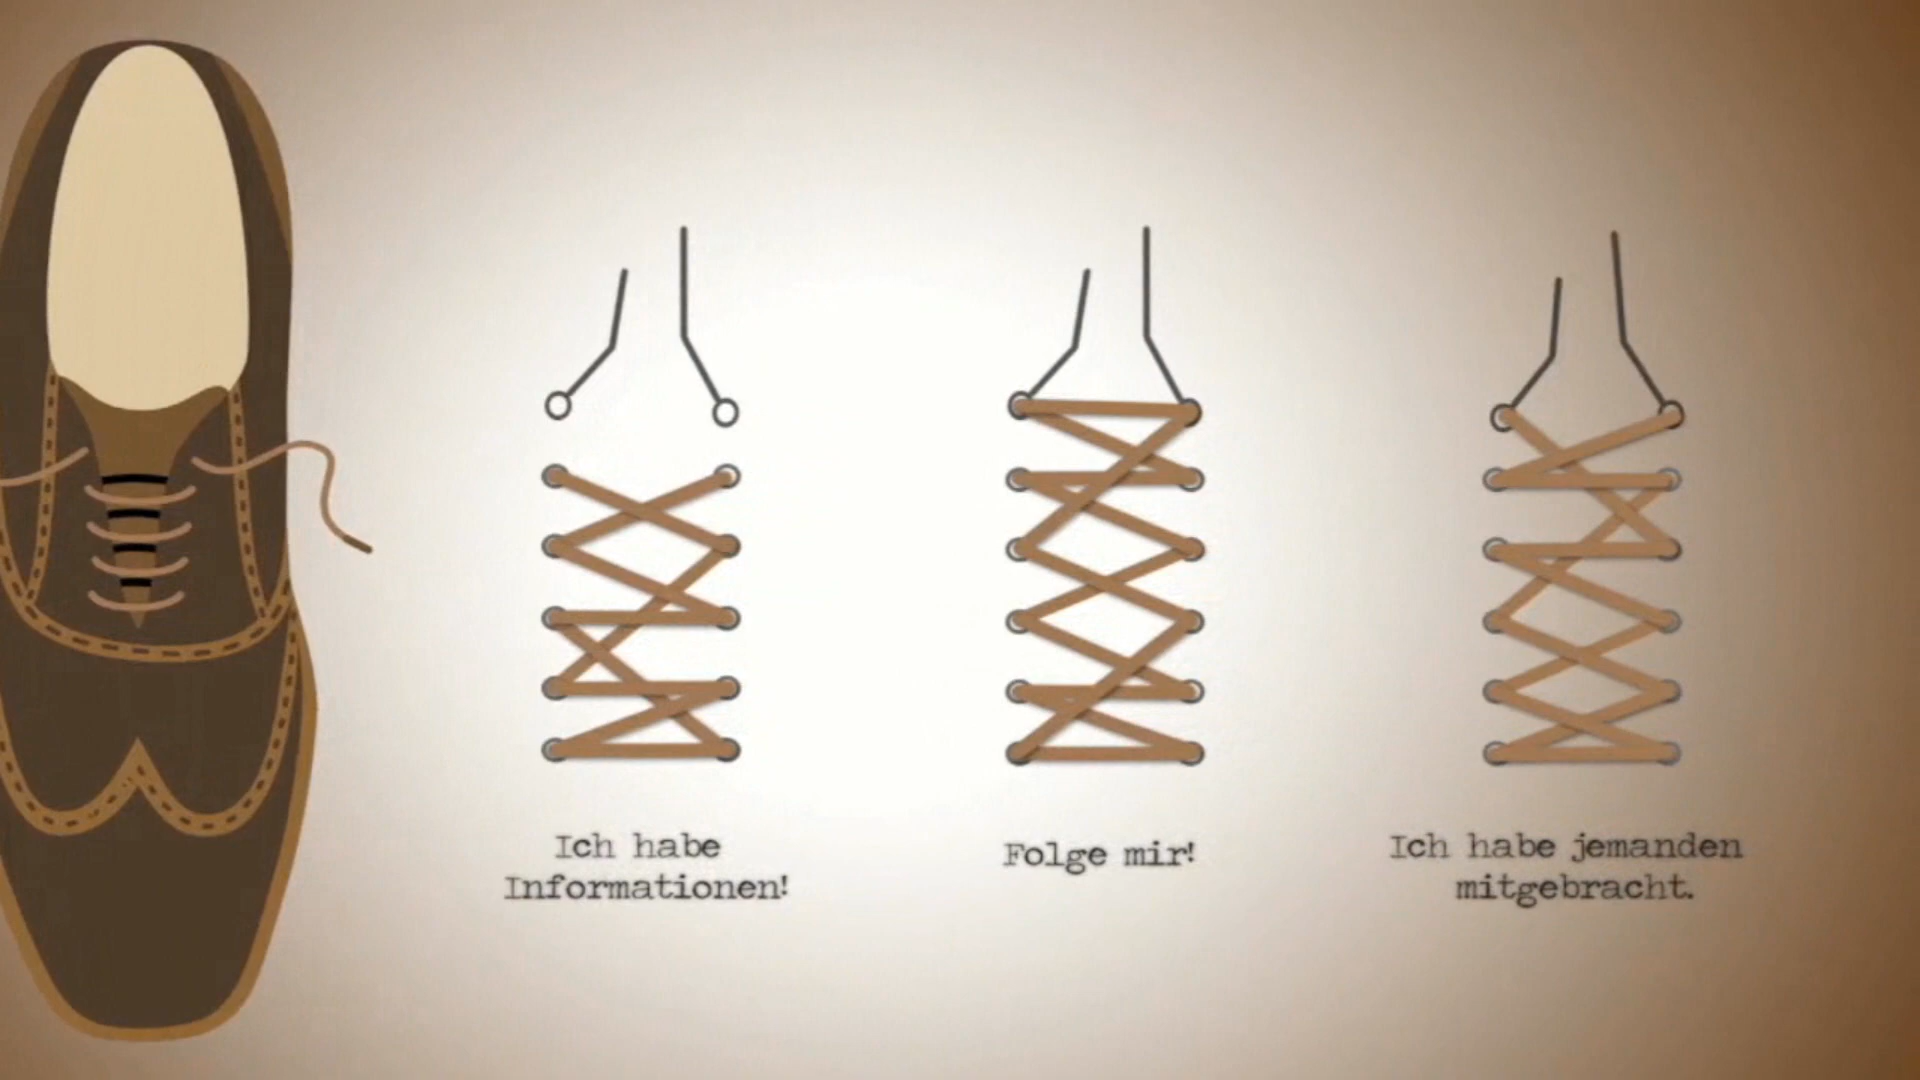 Ich habe
Informationen!
Folge mir!
Ich habe jemanden
mitgebracht.